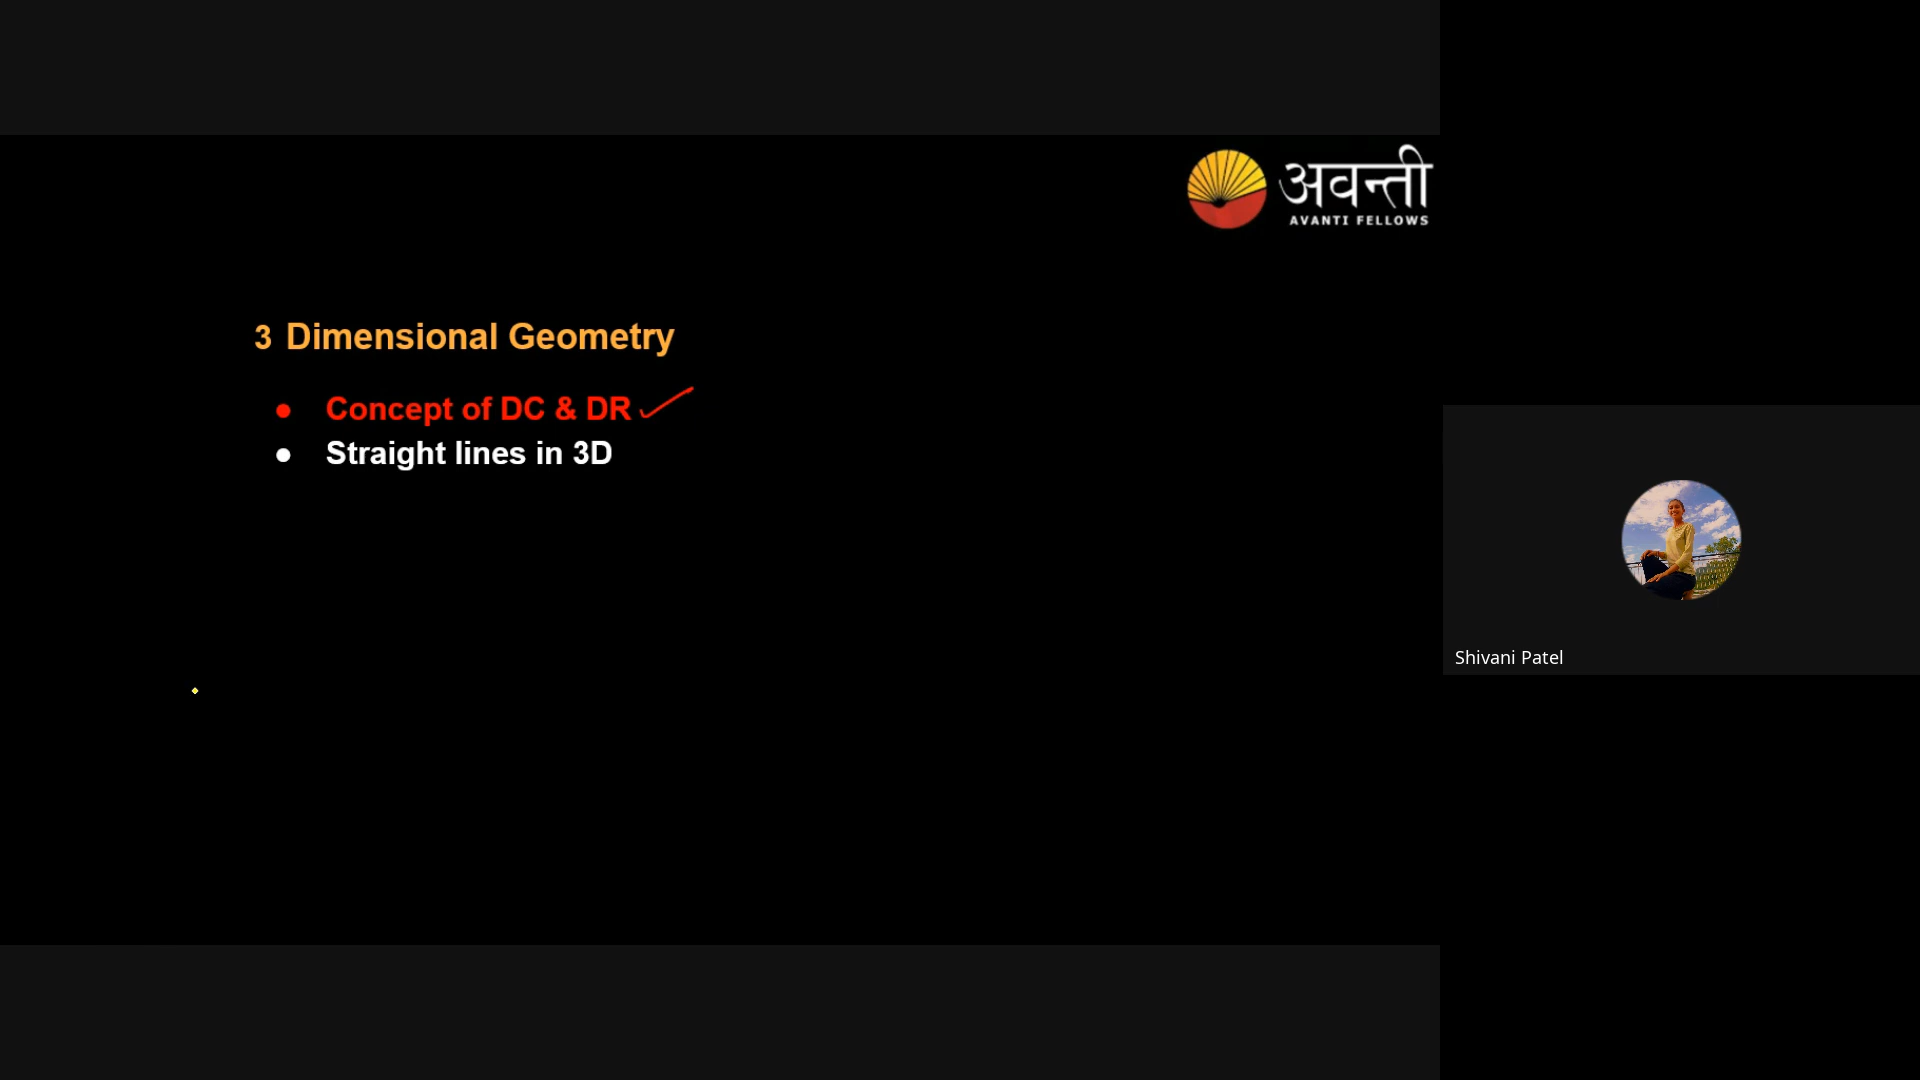 अवन्ती
AVANTI FELLOWS
3 Dimensional Geometry
● Concept of DC & DR
● Straight lines in 3D
Shivani Patel